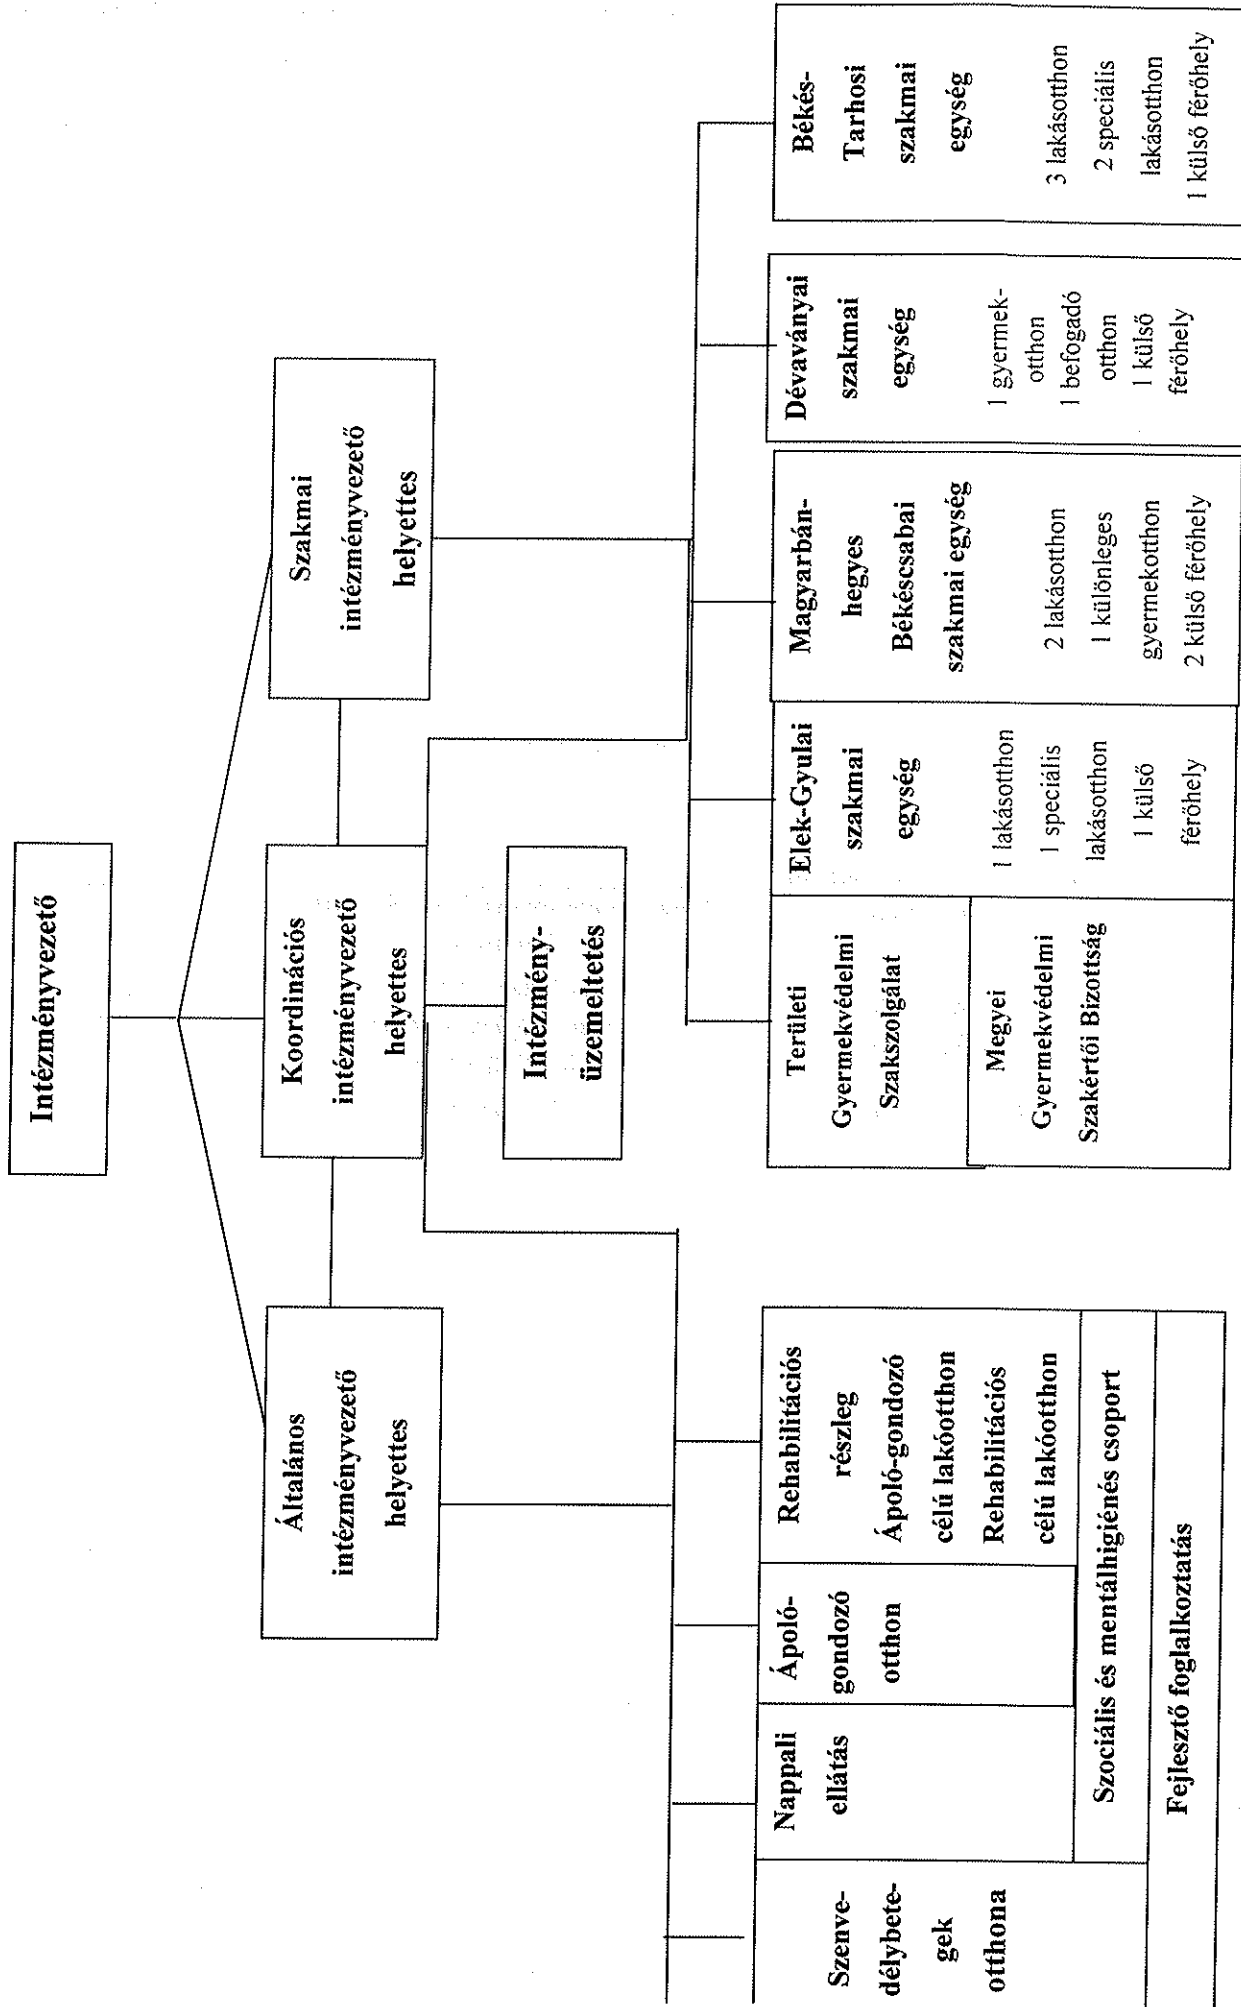 Intézményvezető
Általános
intézményvezető
helyettes
Koordinációs
intézményvezető
helyettes
Szakmai
intézményvezető
helyettes
Intézmény-
üzemeltetés
Szenve-
délybete-
gek
otthona
Nappali
ellátás
Ápoló-
gondozó
otthon
Rehabilitációs
részleg
Ápoló-gondozó
célú lakóotthon
Rehabilitációs
célú lakóotthon
Szociális és mentálhigiénés csoport
Fejlesztő foglalkoztatás
Területi
Gyermekvédelmi
Szakszolgálat
Megyei
Gyermekvédelmi
Szakértői Bizottság
Elek-Gyulai
szakmai
egység
1 lakásotthon
1 speciális
lakásotthon
1 külső
férőhely
Magyarbán-
hegyes
Békéscsabai
szakmai egység
2 lakásotthon
1 különleges
gyermekotthon
2 külső férőhely
Dévaványai
szakmai
egység
1 gyermek-
otthon
1 befogadó
otthon
1 külső
férőhely
Békés-
Tarhosi
szakmai
egység
3 lakásotthon
2 speciális
lakásotthon
1 külső férőhely